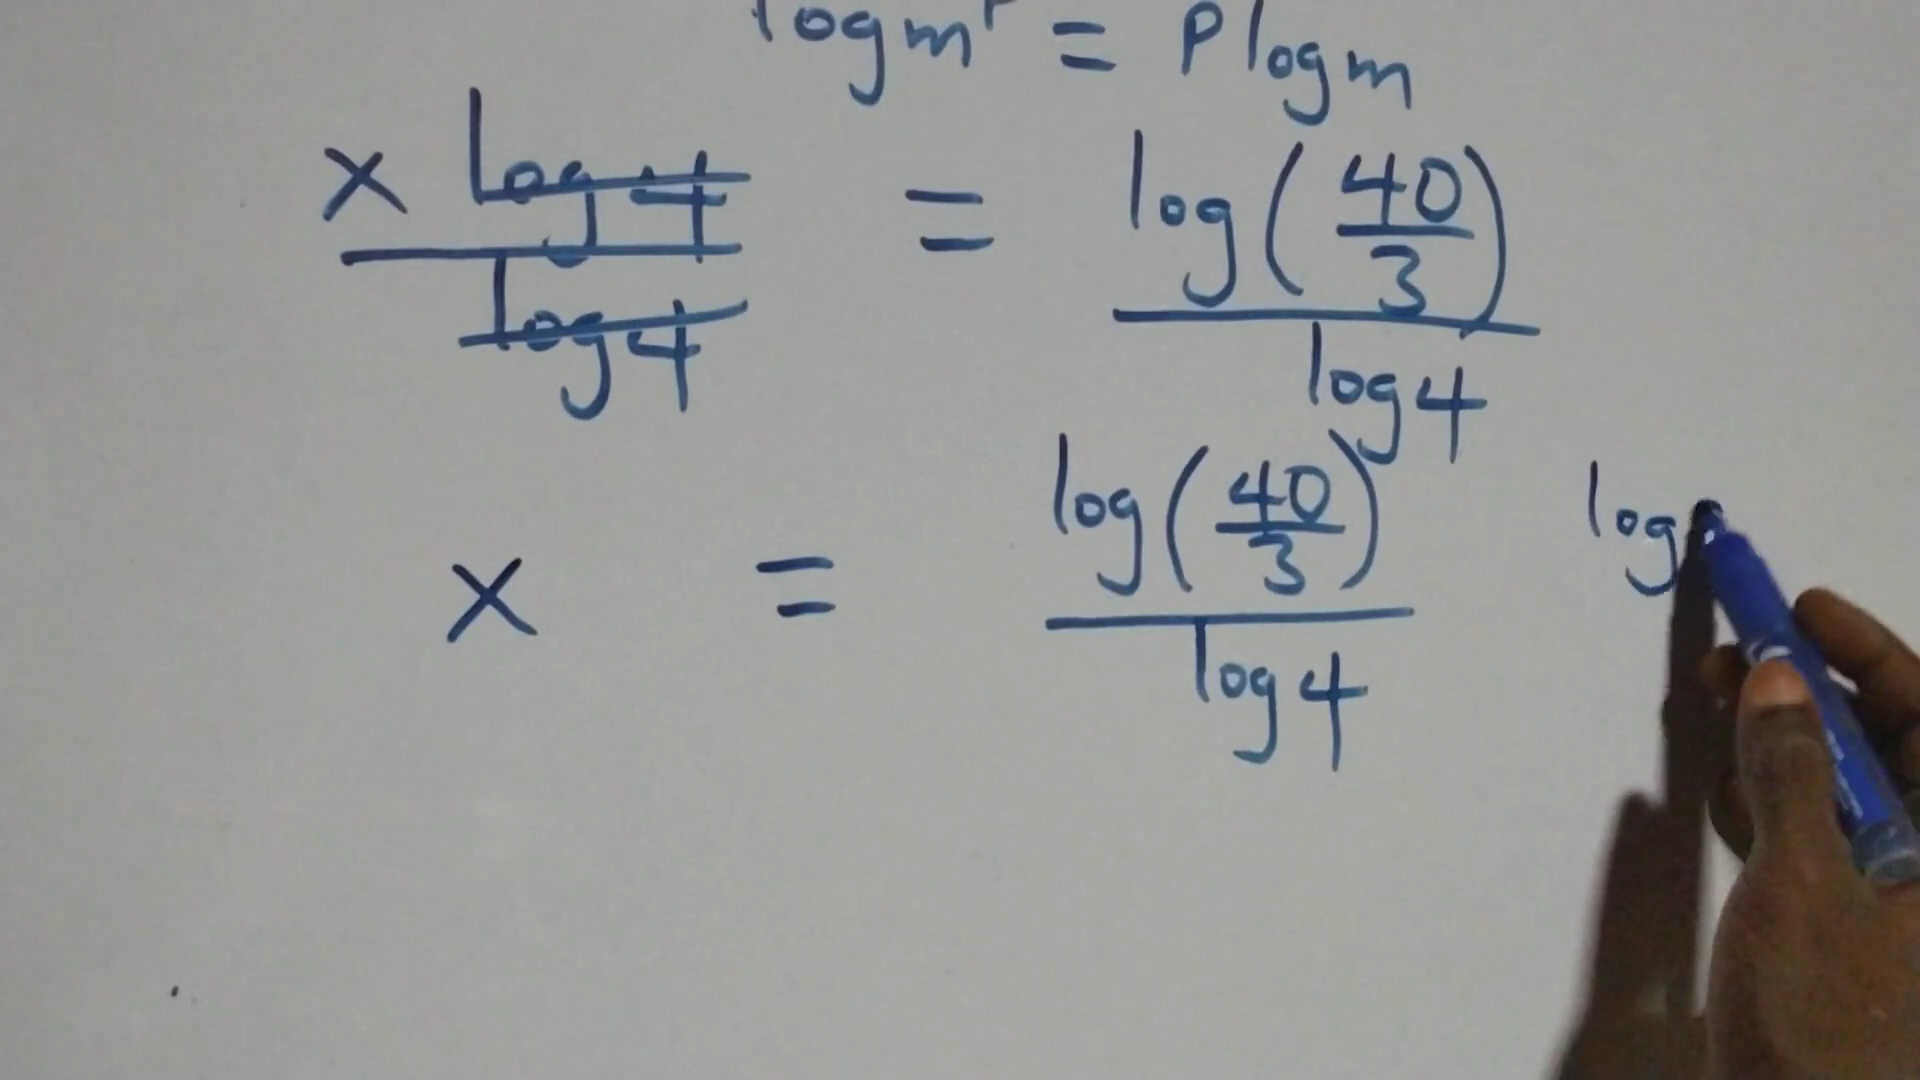 log m^P = P log m
x log 4 / log 4 = log(40/3) / log 4
x = log(40/3) / log 4 log